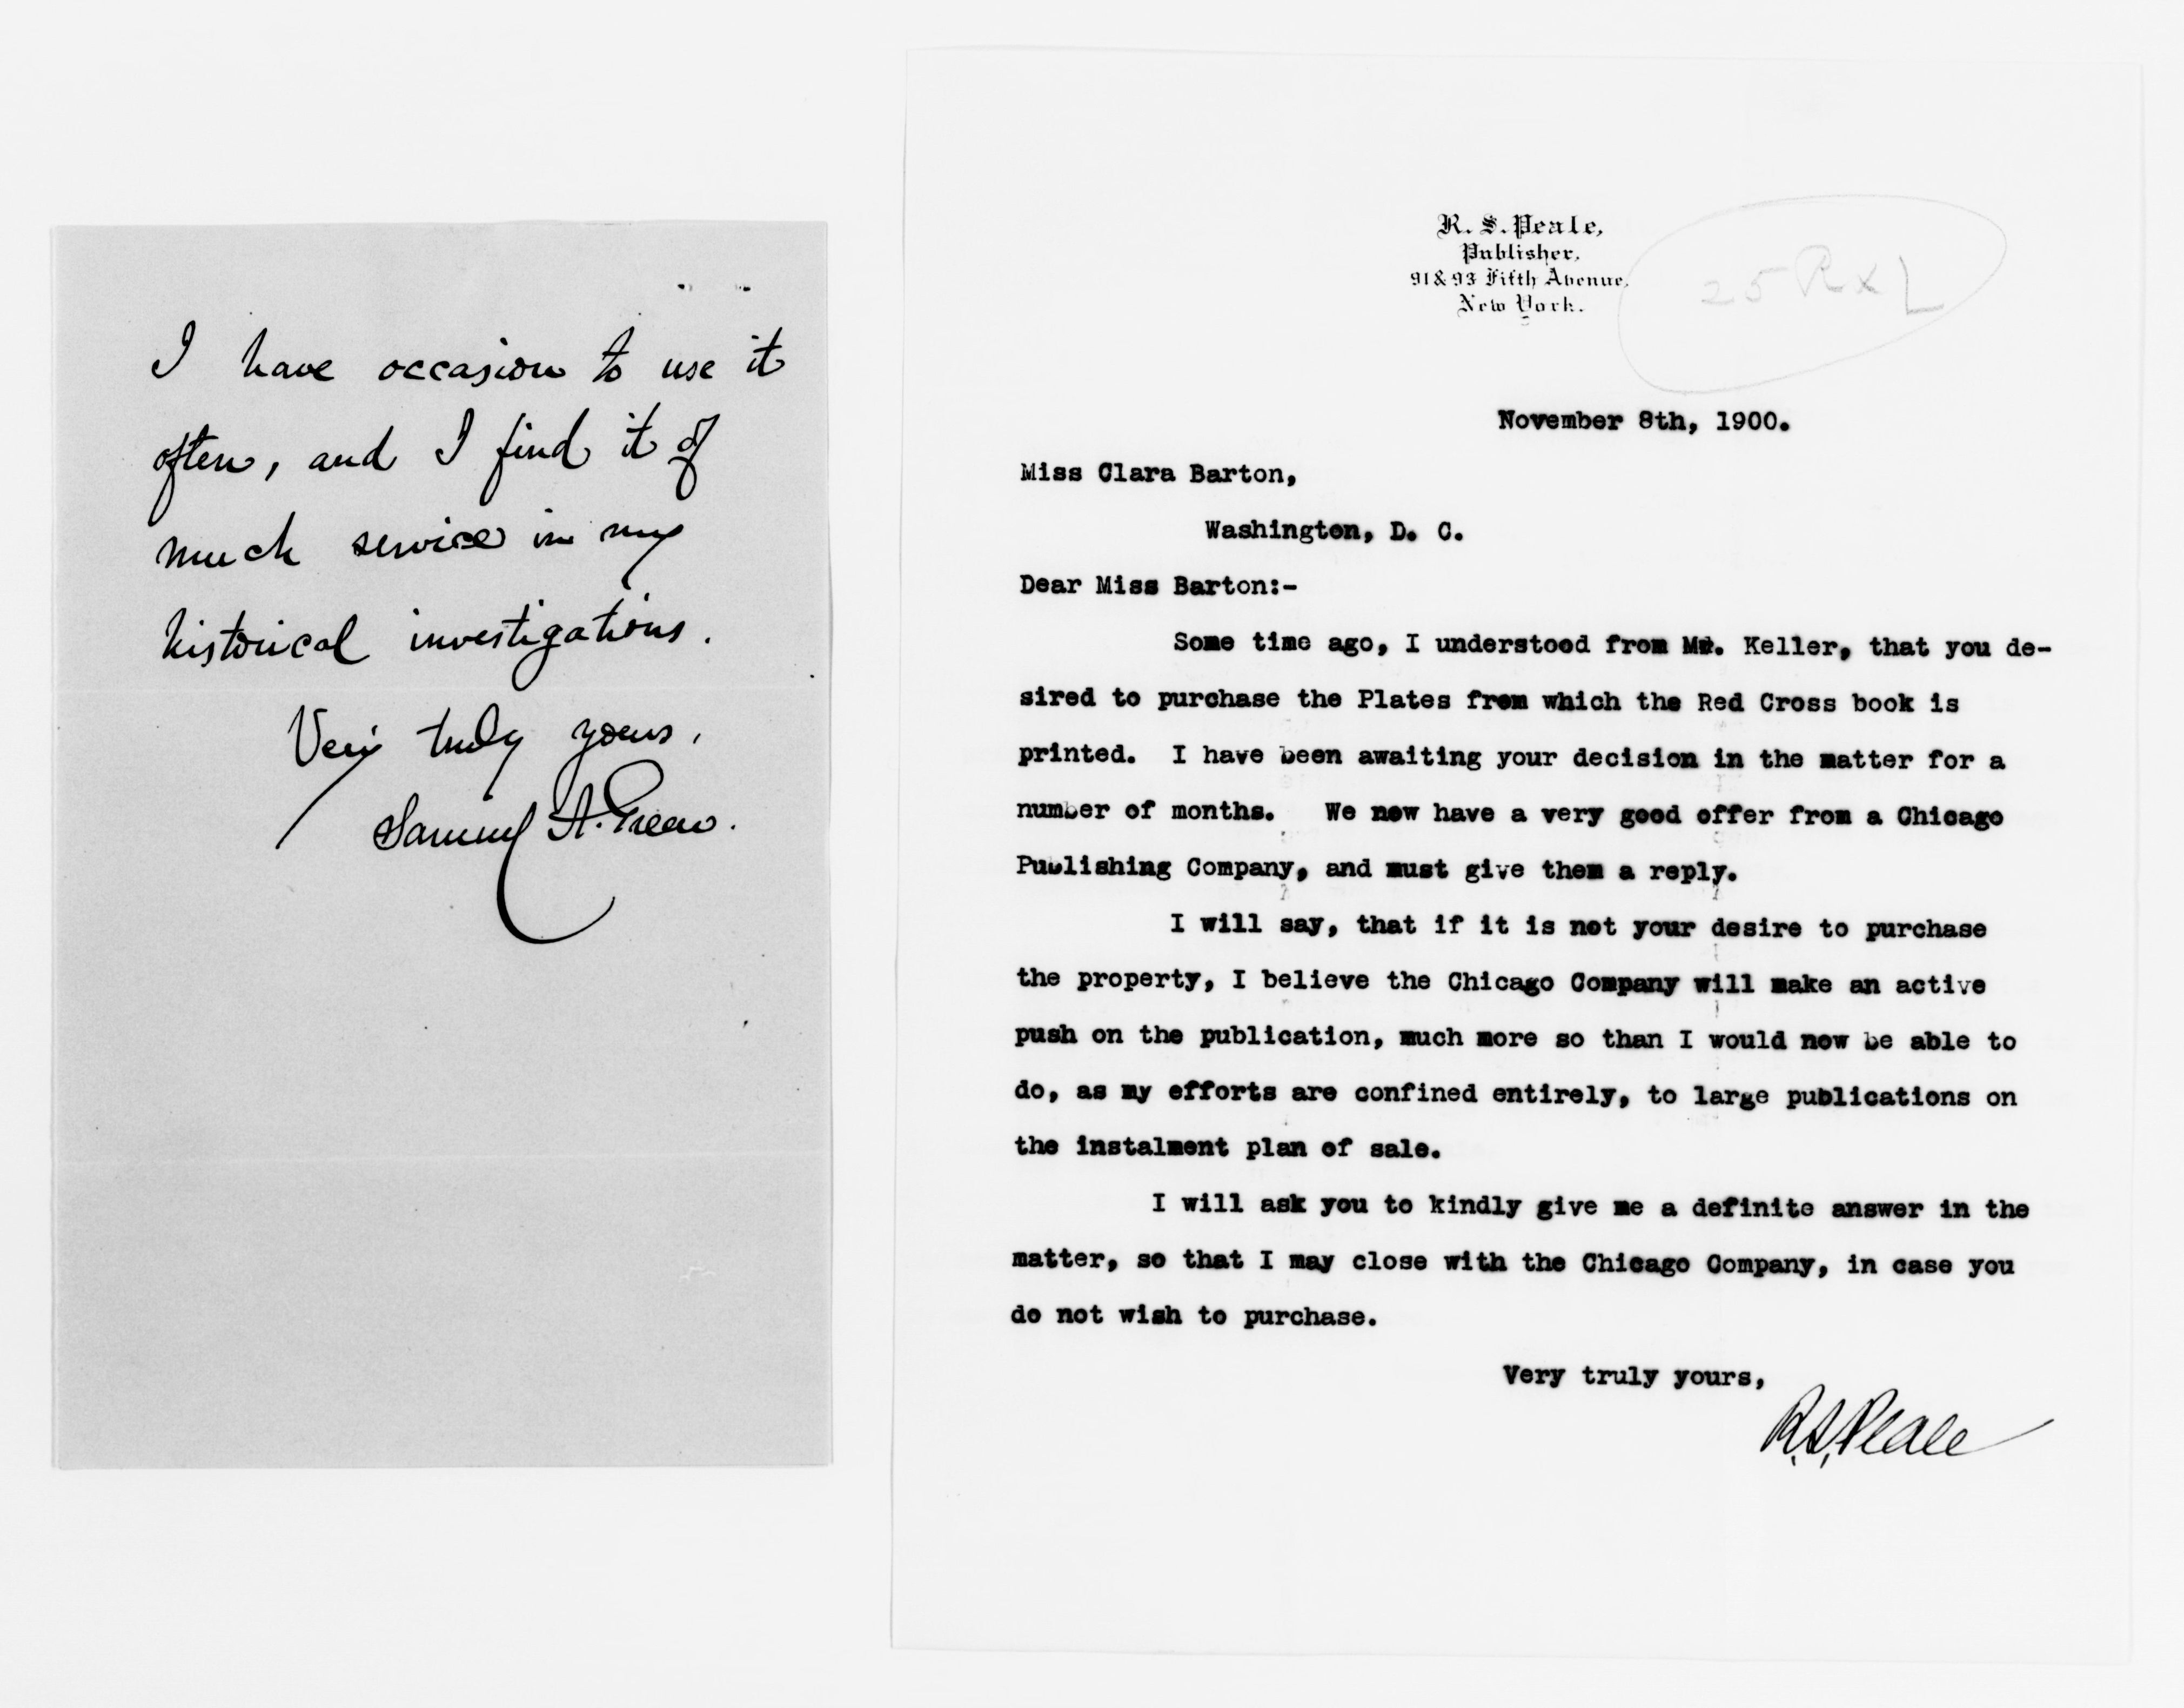 I have occasion to use it
often, and I find it of
much service in my
historical investigations.
Very truly yours,
Samuel A. Green.
R. S. Peale,
Publisher,
91 & 93 Fifth Avenue,
New York.
25 R x L
November 8th, 1900.
Miss Clara Barton,
Washington, D. C.
Dear Miss Barton:-
Some time ago, I understood from Mr. Keller, that you de-
sired to purchase the Plates from which the Red Cross book is
printed. I have been awaiting your decision in the matter for a
number of months. We now have a very good offer from a Chicago
Publishing Company, and must give them a reply.
I will say, that if it is not your desire to purchase
the property, I believe the Chicago Company will make an active
push on the publication, much more so than I would now be able to
do, as my efforts are confined entirely, to large publications on
the instalment plan of sale.
I will ask you to kindly give me a definite answer in the
matter, so that I may close with the Chicago Company, in case you
do not wish to purchase.
Very truly yours,
R. S. Peale